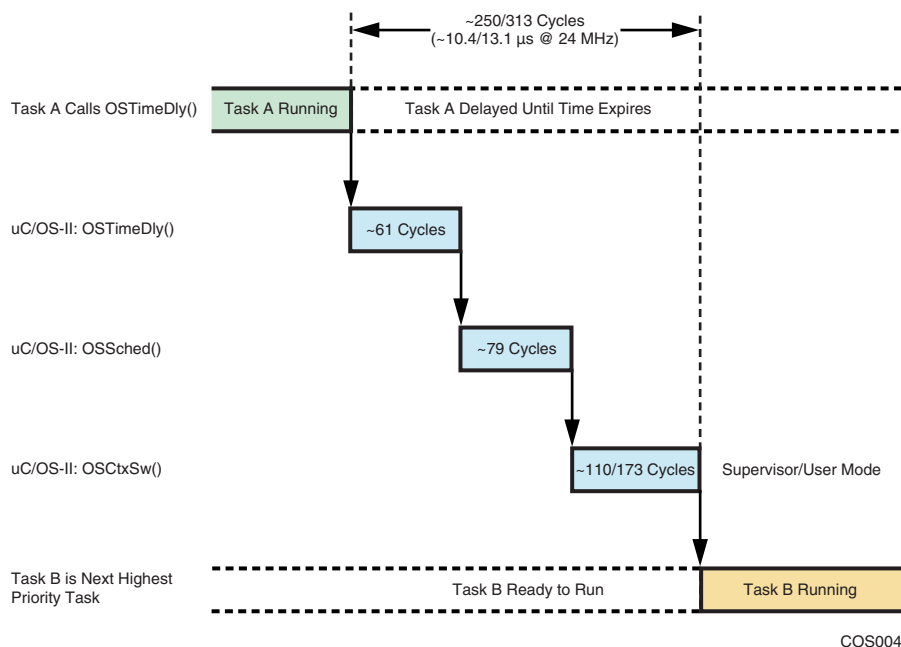 ~250/313 Cycles
(~10.4/13.1 µs @ 24 MHz)
Task A Calls OSTimeDly()
Task A Running
Task A Delayed Until Time Expires
uC/OS-II: OSTimeDly()
~61 Cycles
uC/OS-II: OSSched()
~79 Cycles
uC/OS-II: OSCtxSw()
~110/173 Cycles
Supervisor/User Mode
Task B is Next Highest
Priority Task
Task B Ready to Run
Task B Running
COS004